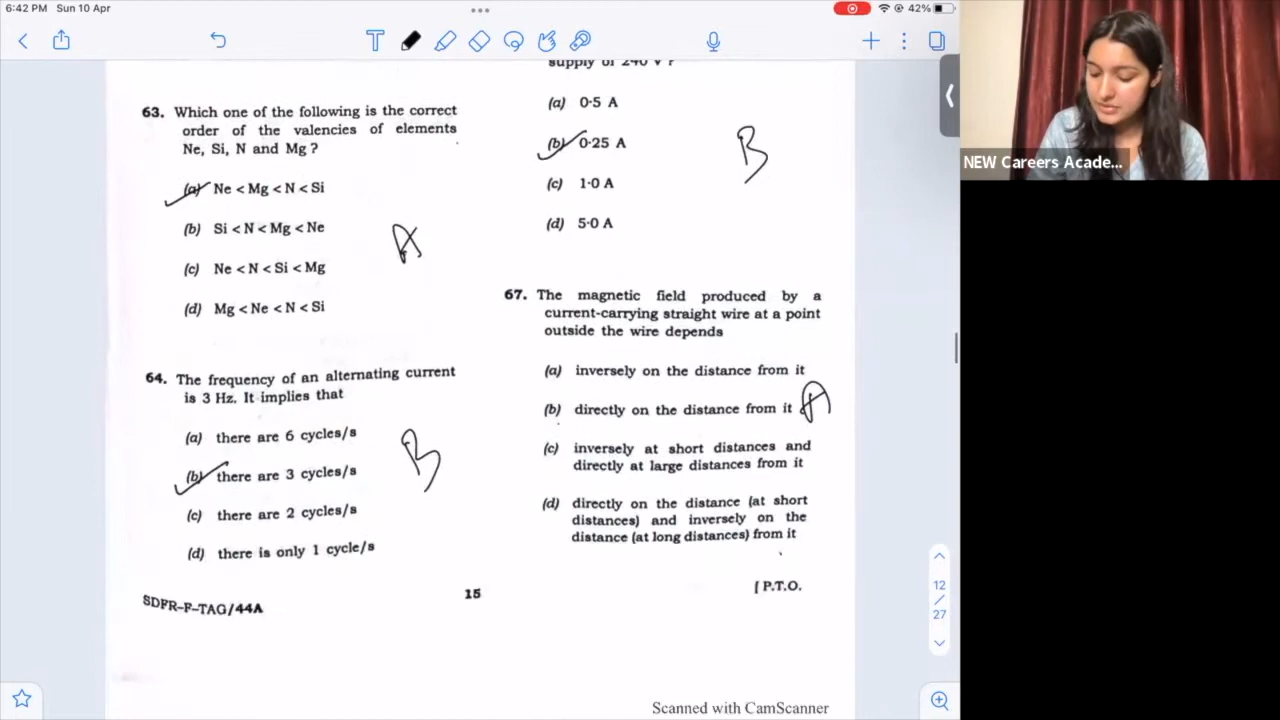 6:42 PM Sun 10 Apr
42%
63. Which one of the following is the correct
order of the valencies of elements
Ne, Si, N and Mg ?
(a) Ne < Mg < N < Si
(b) Si < N < Mg < Ne
(c) Ne < N < Si < Mg
(d) Mg < Ne < N < Si
A
64. The frequency of an alternating current
is 3 Hz. It implies that
(a) there are 6 cycles/s
(b) there are 3 cycles/s
(c) there are 2 cycles/s
(d) there is only 1 cycle/s
B
SDFR-F-TAG/44A
15
supply of 240 V ?
(a) 0·5 A
(b) 0·25 A
(c) 1·0 A
(d) 5·0 A
B
67. The magnetic field produced by a
current-carrying straight wire at a point
outside the wire depends
(a) inversely on the distance from it
(b) directly on the distance from it
A
(c) inversely at short distances and
directly at large distances from it
(d) directly on the distance (at short
distances) and inversely on the
distance (at long distances) from it
[ P.T.O.
12
/
27
Scanned with CamScanner
NEW Careers Acade...